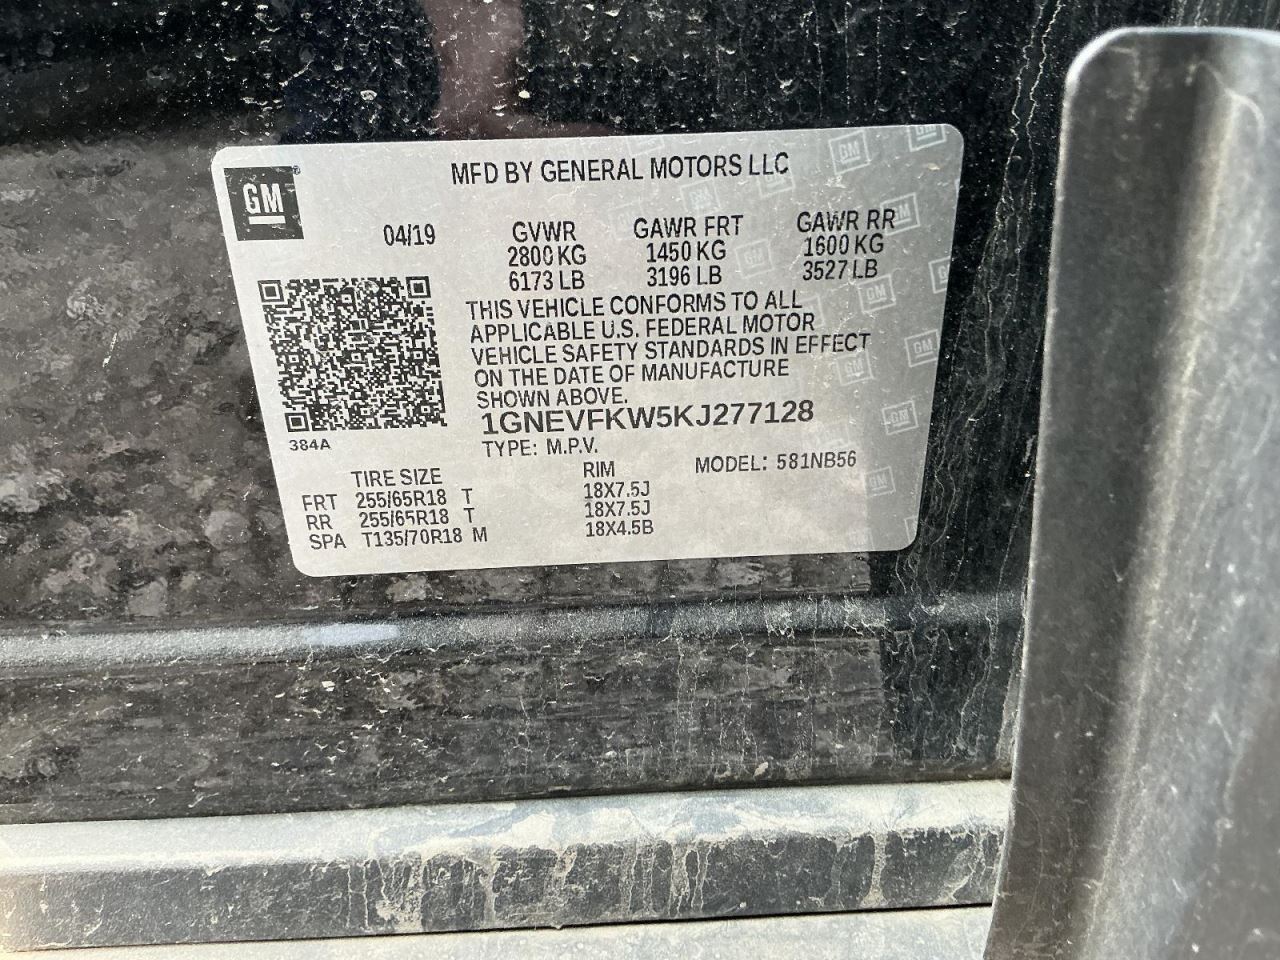 GM
MFD BY GENERAL MOTORS LLC
04/19
GVWR GAWR FRT GAWR RR
2800 KG 1450 KG 1600 KG
6173 LB 3196 LB 3527 LB
THIS VEHICLE CONFORMS TO ALL
APPLICABLE U.S. FEDERAL MOTOR
VEHICLE SAFETY STANDARDS IN EFFECT
ON THE DATE OF MANUFACTURE
SHOWN ABOVE.
1GNEVFKW5KJ277128
384A
TYPE: M.P.V.
MODEL: 581NB56
TIRE SIZE RIM
FRT 255/65R18 T 18X7.5J
RR 255/65R18 T 18X7.5J
SPA T135/70R18 M 18X4.5B